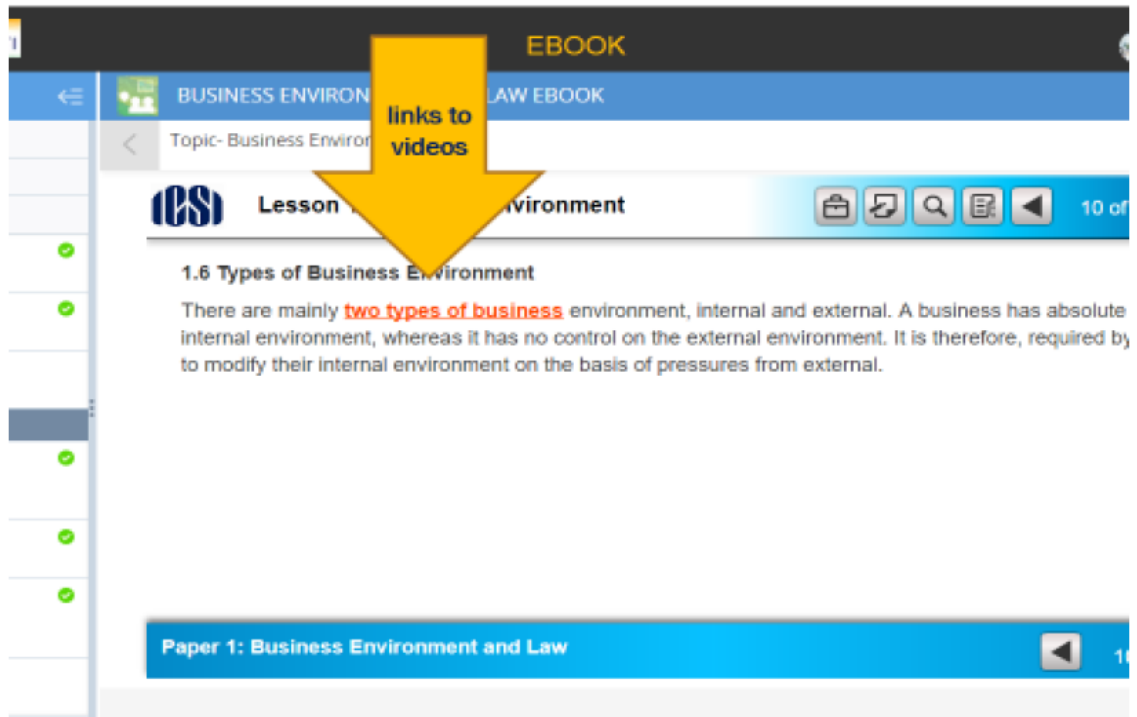 EBOOK
BUSINESS ENVIRON LAW EBOOK
links to
videos
Topic- Business Environ
ICSI
Lesson vironment
10 of
1.6 Types of Business Environment
There are mainly two types of business environment, internal and external. A business has absolute
internal environment, whereas it has no control on the external environment. It is therefore, required by
to modify their internal environment on the basis of pressures from external.
Paper 1: Business Environment and Law